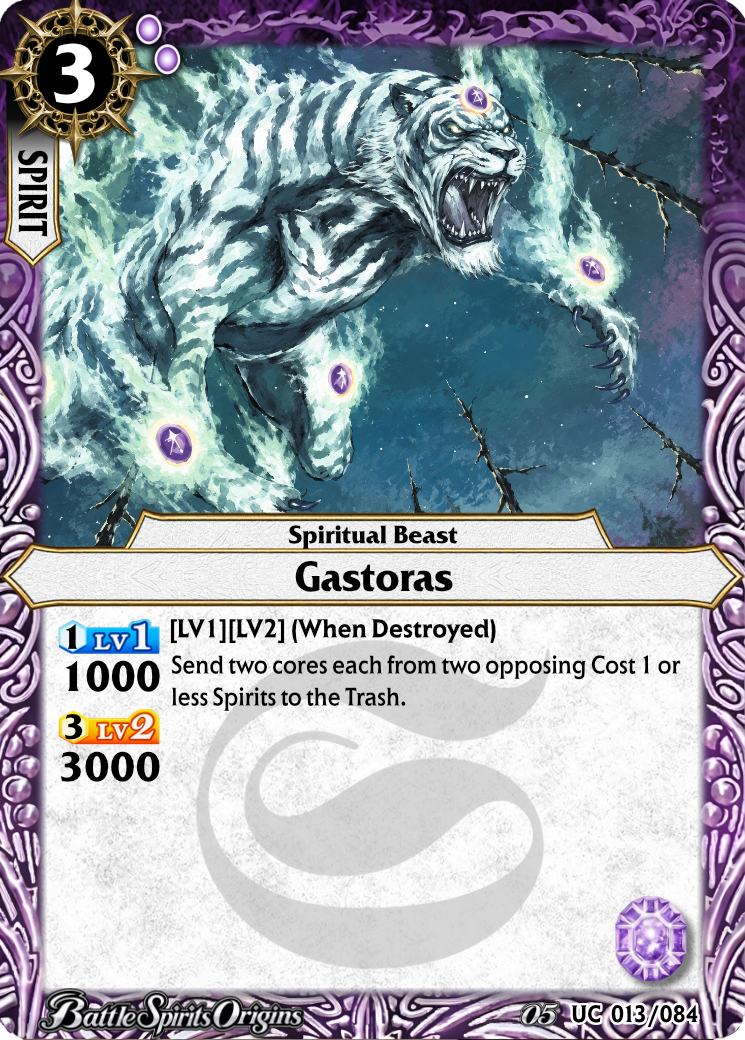 3
SPIRIT
Spiritual Beast
Gastoras
1 LV1
1000
[LV1][LV2] (When Destroyed)
Send two cores each from two opposing Cost 1 or
less Spirits to the Trash.
3 LV2
3000
Battle Spirits Origins
05 UC 013/084